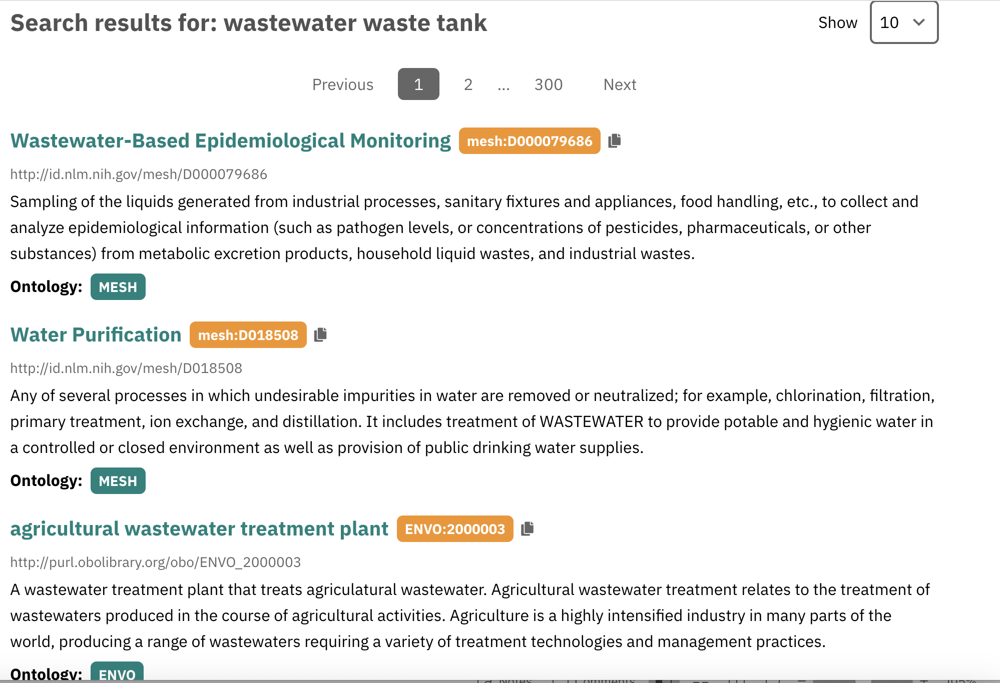 Search results for: wastewater waste tank
Show 10
Previous 1 2 ... 300 Next
Wastewater-Based Epidemiological Monitoring mesh:D000079686
http://id.nlm.nih.gov/mesh/D000079686
Sampling of the liquids generated from industrial processes, sanitary fixtures and appliances, food handling, etc., to collect and
analyze epidemiological information (such as pathogen levels, or concentrations of pesticides, pharmaceuticals, or other
substances) from metabolic excretion products, household liquid wastes, and industrial wastes.
Ontology: MESH
Water Purification mesh:D018508
http://id.nlm.nih.gov/mesh/D018508
Any of several processes in which undesirable impurities in water are removed or neutralized; for example, chlorination, filtration,
primary treatment, ion exchange, and distillation. It includes treatment of WASTEWATER to provide potable and hygienic water in
a controlled or closed environment as well as provision of public drinking water supplies.
Ontology: MESH
agricultural wastewater treatment plant ENVO:2000003
http://purl.obolibrary.org/obo/ENVO_2000003
A wastewater treatment plant that treats agriculatural wastewater. Agricultural wastewater treatment relates to the treatment of
wastewaters produced in the course of agricultural activities. Agriculture is a highly intensified industry in many parts of the
world, producing a range of wastewaters requiring a variety of treatment technologies and management practices.
Ontology: ENVO
Notes Comments